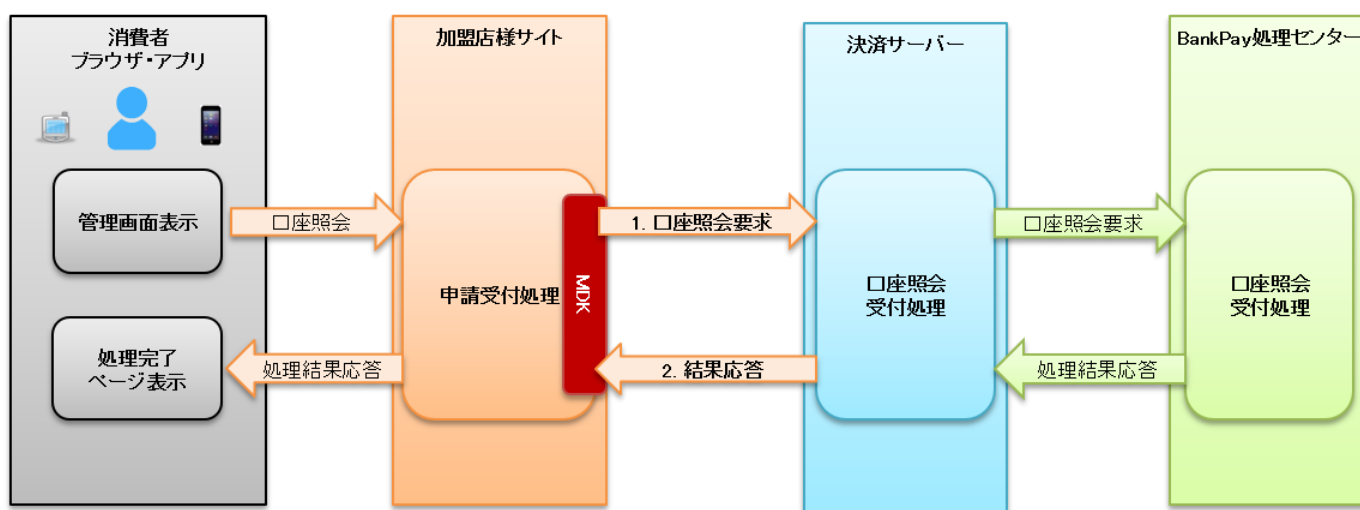 消費者
ブラウザ・アプリ
加盟店様サイト
決済サーバー
BankPay処理センター
管理画面表示
口座照会
1. 口座照会要求
口座照会要求
申請受付処理
MDK
口座照会
受付処理
口座照会
受付処理
処理完了
ページ表示
処理結果応答
2. 結果応答
処理結果応答